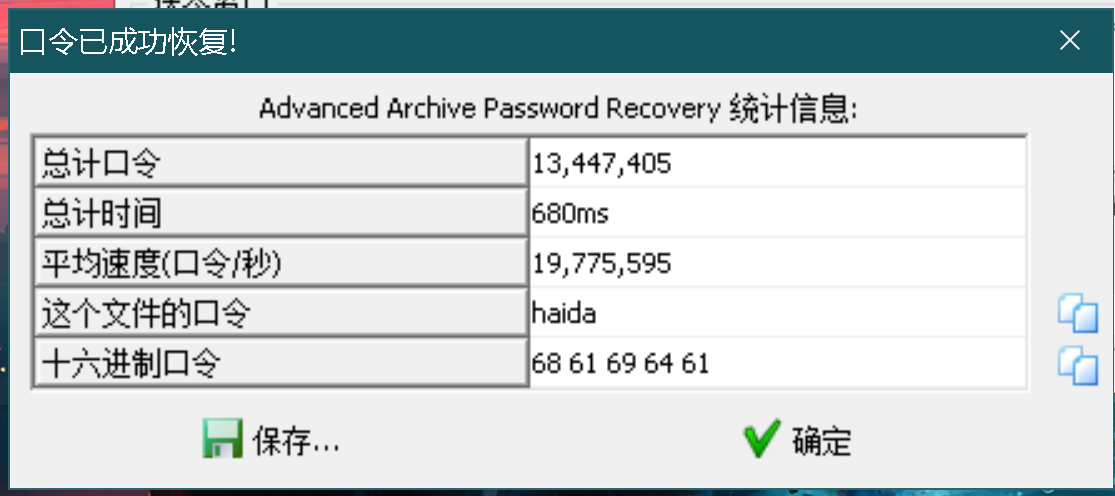 口令已成功恢复!
Advanced Archive Password Recovery 统计信息:
总计口令 13,447,405
总计时间 680ms
平均速度(口令/秒) 19,775,595
这个文件的口令 haida
十六进制口令 68 61 69 64 61
保存... 确定